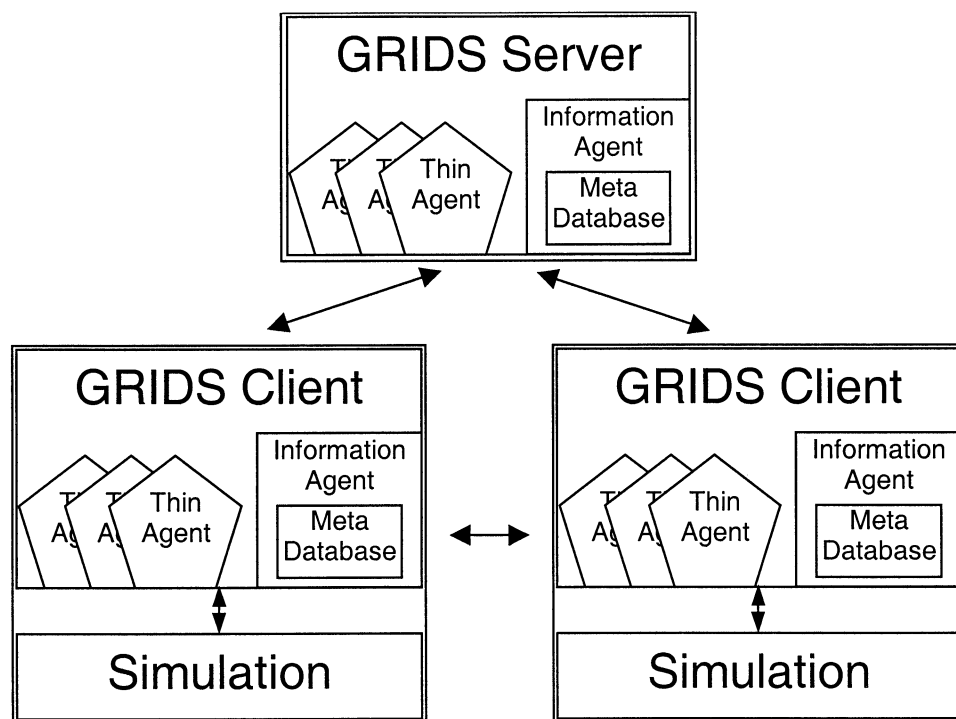 GRIDS Server
Thin
Agent
Information
Agent
Meta
Database
GRIDS Client
Thin
Agent
Information
Agent
Meta
Database
Simulation
GRIDS Client
Thin
Agent
Information
Agent
Meta
Database
Simulation